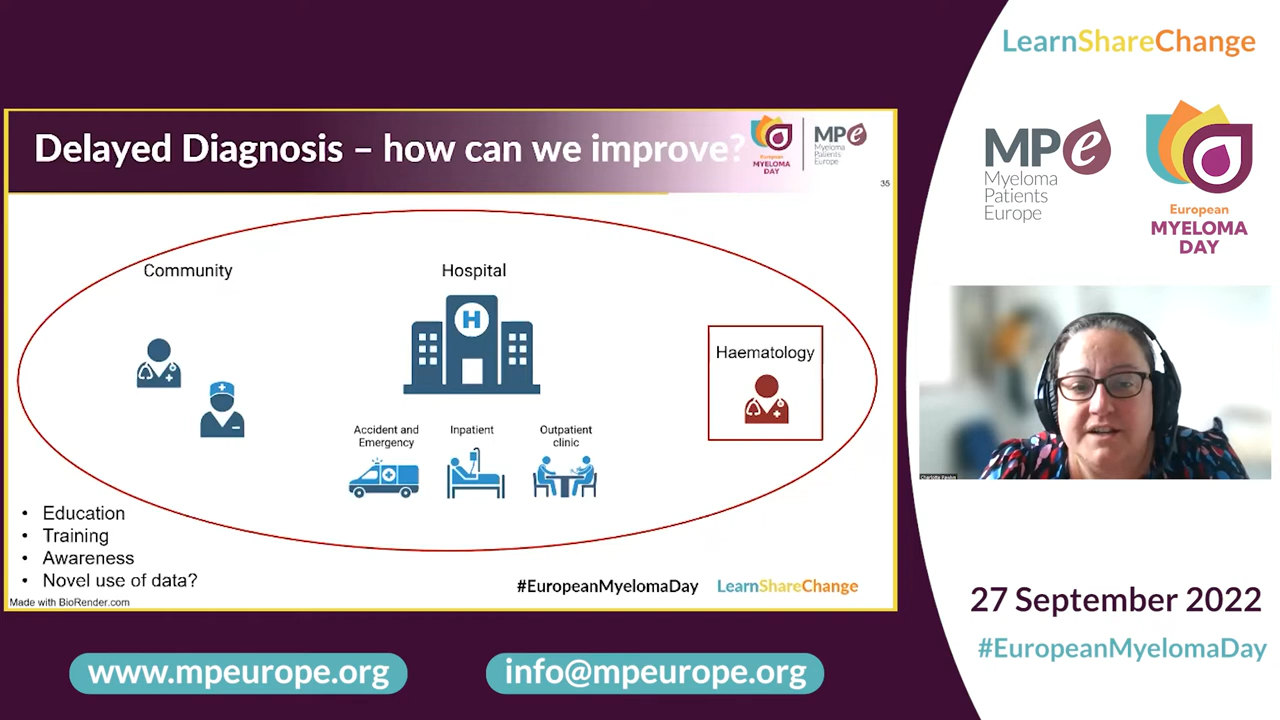 LearnShareChange
Delayed Diagnosis – how can we improve?
European
MYELOMA
DAY
MPe
Myeloma
Patients
Europe
35
MPe
Myeloma
Patients
Europe
European
MYELOMA
DAY
Community
Hospital
H
Haematology
Accident and
Emergency
Inpatient
Outpatient
clinic
• Education
• Training
• Awareness
• Novel use of data?
#EuropeanMyelomaDay
LearnShareChange
Made with BioRender.com
27 September 2022
#EuropeanMyelomaDay
www.mpeurope.org
info@mpeurope.org